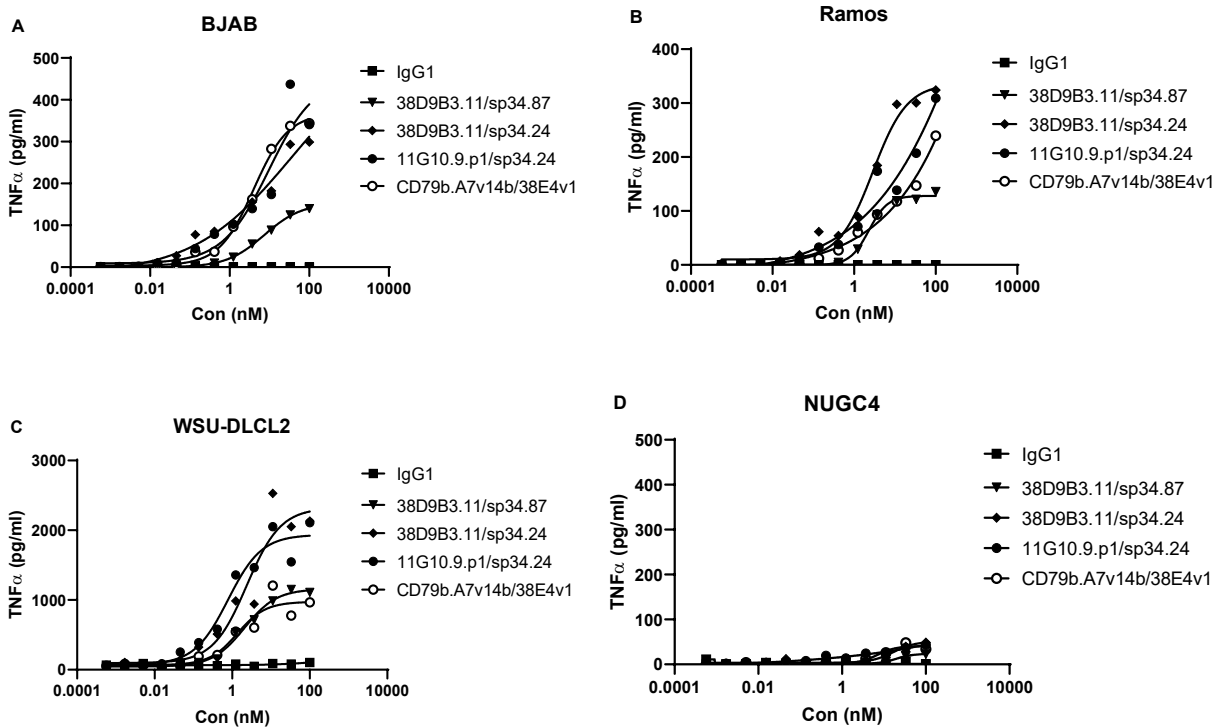 A
BJAB
TNFα (pg/ml)
500
400
300
200
100
0
0.0001
0.01
1
100
10000
Con (nM)
IgG1
38D9B3.11/sp34.87
38D9B3.11/sp34.24
11G10.9.p1/sp34.24
CD79b.A7v14b/38E4v1
B
Ramos
TNFα (pg/ml)
400
300
200
100
0
0.0001
0.01
1
100
10000
Con (nM)
IgG1
38D9B3.11/sp34.87
38D9B3.11/sp34.24
11G10.9.p1/sp34.24
CD79b.A7v14b/38E4v1
C
WSU-DLCL2
TNFα (pg/ml)
3000
2000
1000
0
0.0001
0.01
1
100
10000
Con (nM)
IgG1
38D9B3.11/sp34.87
38D9B3.11/sp34.24
11G10.9.p1/sp34.24
CD79b.A7v14b/38E4v1
D
NUGC4
TNFα (pg/ml)
500
400
300
200
100
0
0.0001
0.01
1
100
10000
Con (nM)
IgG1
38D9B3.11/sp34.87
38D9B3.11/sp34.24
11G10.9.p1/sp34.24
CD79b.A7v14b/38E4v1